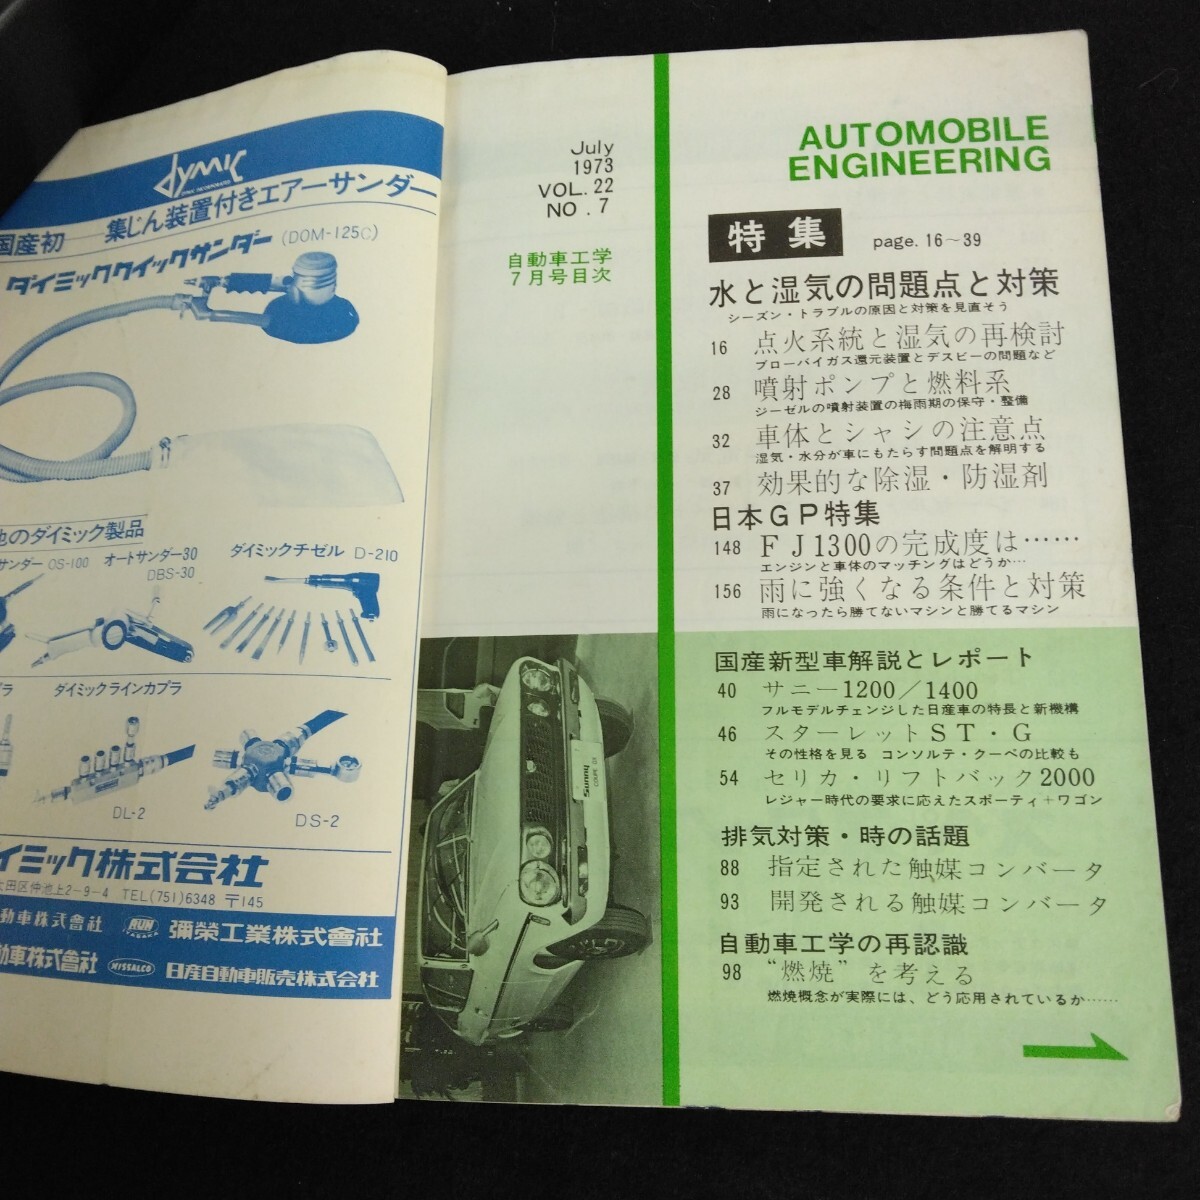 dymic
DYMIC INCORPORATED
国産初 集じん装置付きエアーサンダー
ダイミッククイックサンダー (DOM-125C)
他のダイミック製品
サンダー OS-100
オートサンダー30
DBS-30
ダイミックチゼル D-210
プラ
ダイミックラインカプラ
DL-2
DS-2
イミック株式会社
太田区仲池上2-9-4 TEL(751)6348 〒145
動車株式會社 彌榮工業株式會社
動車株式會社 NISSALCO 日産自動車販売株式会社
July
1973
VOL.22
NO.7
自動車工学
7月号目次
AUTOMOBILE
ENGINEERING
特集 page. 16〜39
水と湿気の問題点と対策
シーズン・トラブルの原因と対策を見直そう
16 点火系統と湿気の再検討
ブローバイガス還元装置とデスビーの問題など
28 噴射ポンプと燃料系
ジーゼルの噴射装置の梅雨期の保守・整備
32 車体とシャシの注意点
湿気・水分が車にもたらす問題点を解明する
37 効果的な除湿・防湿剤
日本GP特集
148 FJ1300の完成度は……
エンジンと車体のマッチングはどうか…
156 雨に強くなる条件と対策
雨になったら勝てないマシンと勝てるマシン
国産新型車解説とレポート
40 サニー1200/1400
フルモデルチェンジした日産車の特長と新機構
46 スターレットST・G
その性格を見る コンソルテ・クーペの比較も
54 セリカ・リフトバック2000
レジャー時代の要求に応えたスポーティ+ワゴン
排気対策・時の話題
88 指定された触媒コンバータ
93 開発される触媒コンバータ
自動車工学の再認識
98 “燃焼”を考える
燃焼概念が実際には、どう応用されているか……
Sunny
1